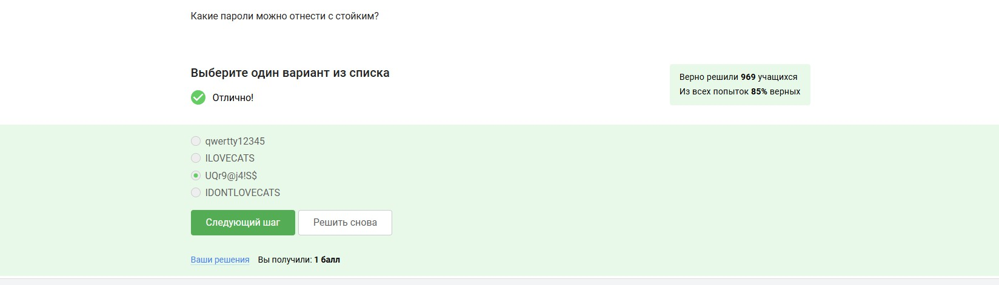 Какие пароли можно отнести с стойким?
Выберите один вариант из списка
Верно решили 969 учащихся
Из всех попыток 85% верных
Отлично!
qwertty12345
ILOVECATS
UQr9@j4!S$
IDONTLOVECATS
Следующий шаг
Решить снова
Ваши решения Вы получили: 1 балл